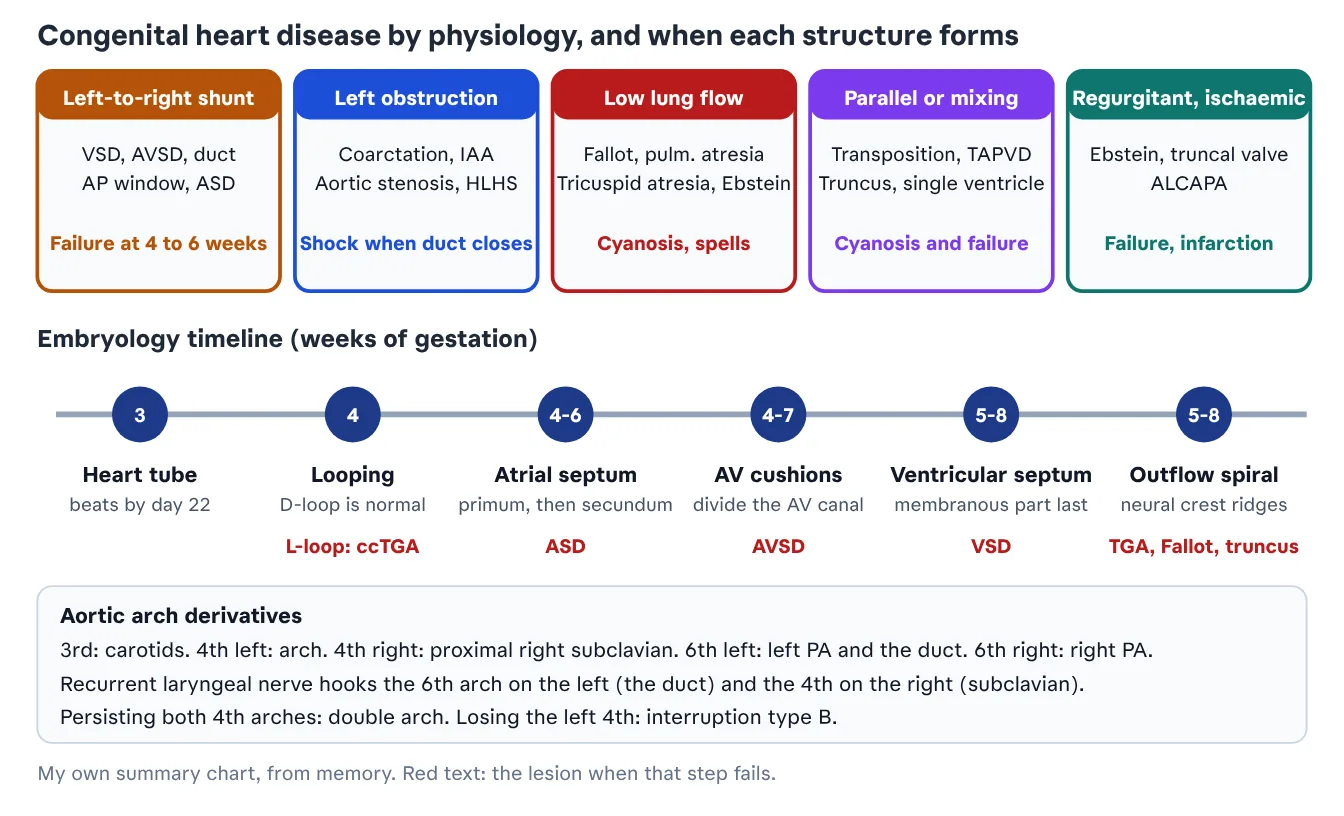 Congenital heart disease by physiology, and when each structure forms
Left-to-right shunt
VSD, AVSD, duct
AP window, ASD
Failure at 4 to 6 weeks
Left obstruction
Coarctation, IAA
Aortic stenosis, HLHS
Shock when duct closes
Low lung flow
Fallot, pulm. atresia
Tricuspid atresia, Ebstein
Cyanosis, spells
Parallel or mixing
Transposition, TAPVD
Truncus, single ventricle
Cyanosis and failure
Regurgitant, ischaemic
Ebstein, truncal valve
ALCAPA
Failure, infarction
Embryology timeline (weeks of gestation)
3
Heart tube
beats by day 22
4
Looping
D-loop is normal
L-loop: ccTGA
4-6
Atrial septum
primum, then secundum
ASD
4-7
AV cushions
divide the AV canal
AVSD
5-8
Ventricular septum
membranous part last
VSD
5-8
Outflow spiral
neural crest ridges
TGA, Fallot, truncus
Aortic arch derivatives
3rd: carotids. 4th left: arch. 4th right: proximal right subclavian. 6th left: left PA and the duct. 6th right: right PA.
Recurrent laryngeal nerve hooks the 6th arch on the left (the duct) and the 4th on the right (subclavian).
Persisting both 4th arches: double arch. Losing the left 4th: interruption type B.
My own summary chart, from memory. Red text: the lesion when that step fails.